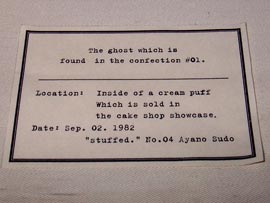 The ghost which is
found in the confection #01.
Location: Inside of a cream puff
Which is sold in
the cake shop showcase.
Date: Sep. 02. 1982
"stuffed." No.04 Ayano Sudo